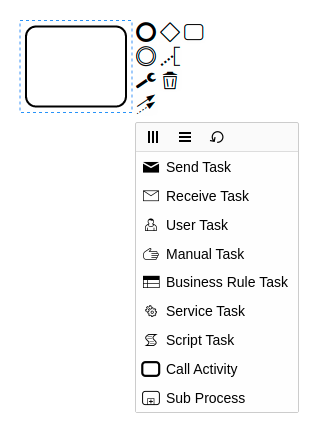 Send Task
Receive Task
User Task
Manual Task
Business Rule Task
Service Task
Script Task
Call Activity
Sub Process